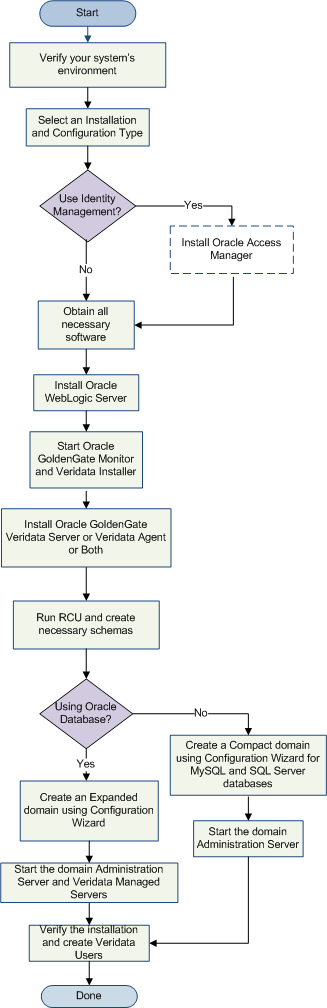 Start
Verify your system's
environment
Select an Installation
and Configuration Type
Use Identity
Management?
Yes
Install Oracle Access
Manager
No
Obtain all
necessary
software
Install Oracle
WebLogic Server
Start Oracle
GoldenGate Monitor
and Veridata Installer
Install Oracle GoldenGate
Veridata Server or Veridata Agent
or Both
Run RCU and create
necessary schemas
Using Oracle
Database?
No
Create a Compact domain
using Configuration Wizard for
MySQL and SQL Server
databases
Yes
Create an Expanded
domain using Configuration
Wizard
Start the domain
Administration Server
Start the domain Administration
Server and Veridata Managed
Servers
Verify the installation
and create Veridata
Users
Done